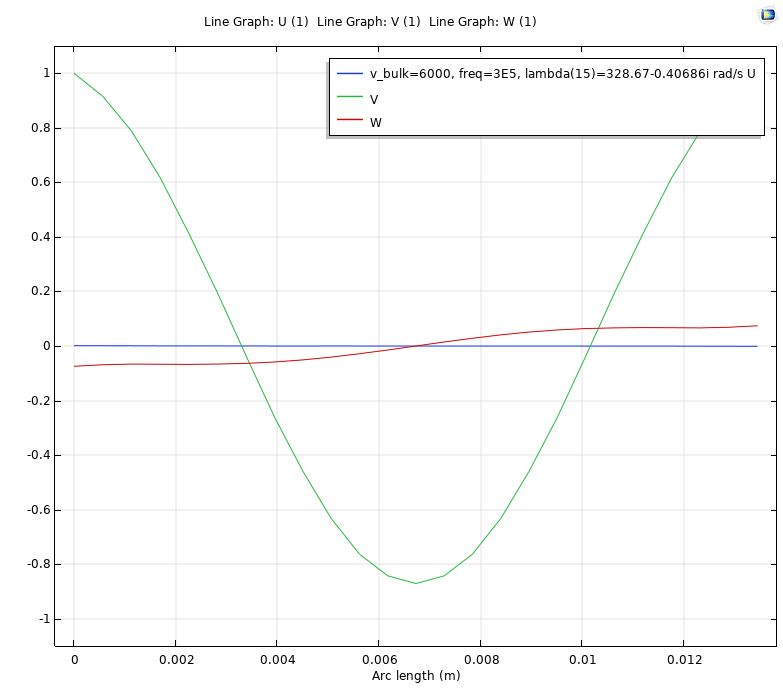 Line Graph: U (1)  Line Graph: V (1)  Line Graph: W (1)
v_bulk=6000, freq=3E5, lambda(15)=328.67-0.40686i rad/s U
V
W
1
0.8
0.6
0.4
0.2
0
-0.2
-0.4
-0.6
-0.8
-1
0 0.002 0.004 0.006 0.008 0.01 0.012
Arc length (m)